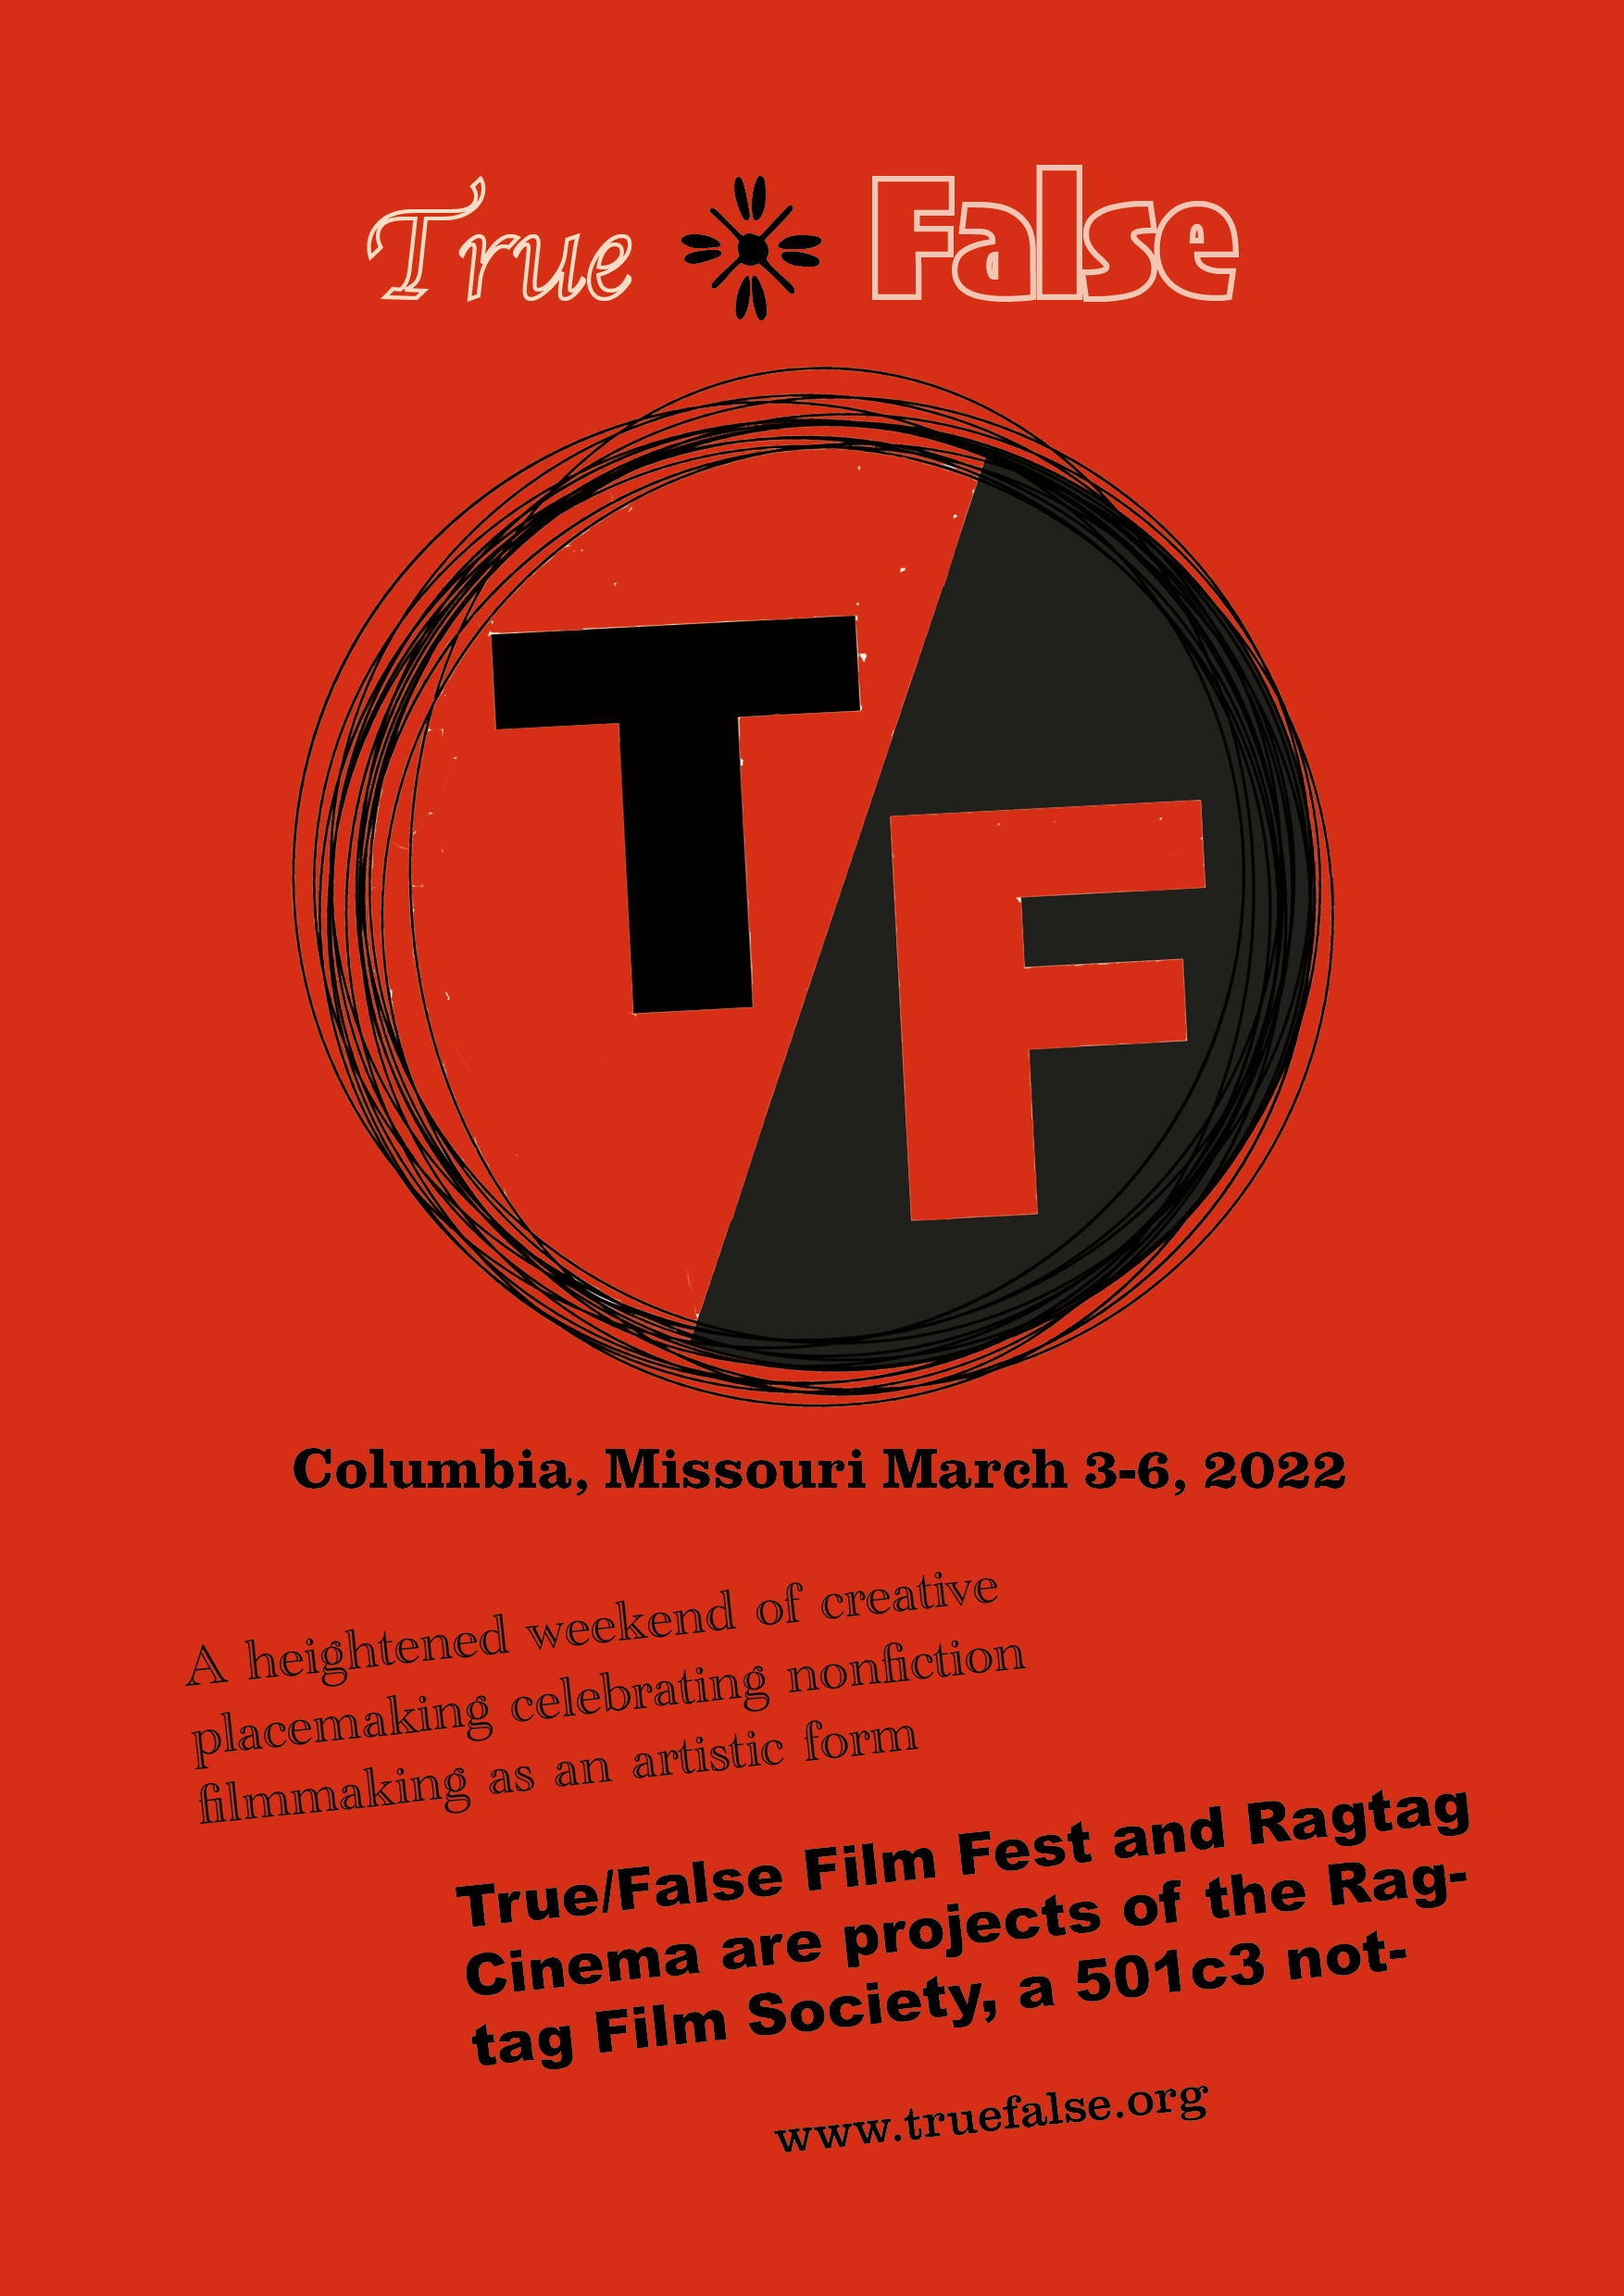 True False
T
F
Columbia, Missouri March 3-6, 2022
A heightened weekend of creative
placemaking celebrating nonfiction
filmmaking as an artistic form
True/False Film Fest and Ragtag
Cinema are projects of the Rag-
tag Film Society, a 501c3 not-
www.truefalse.org